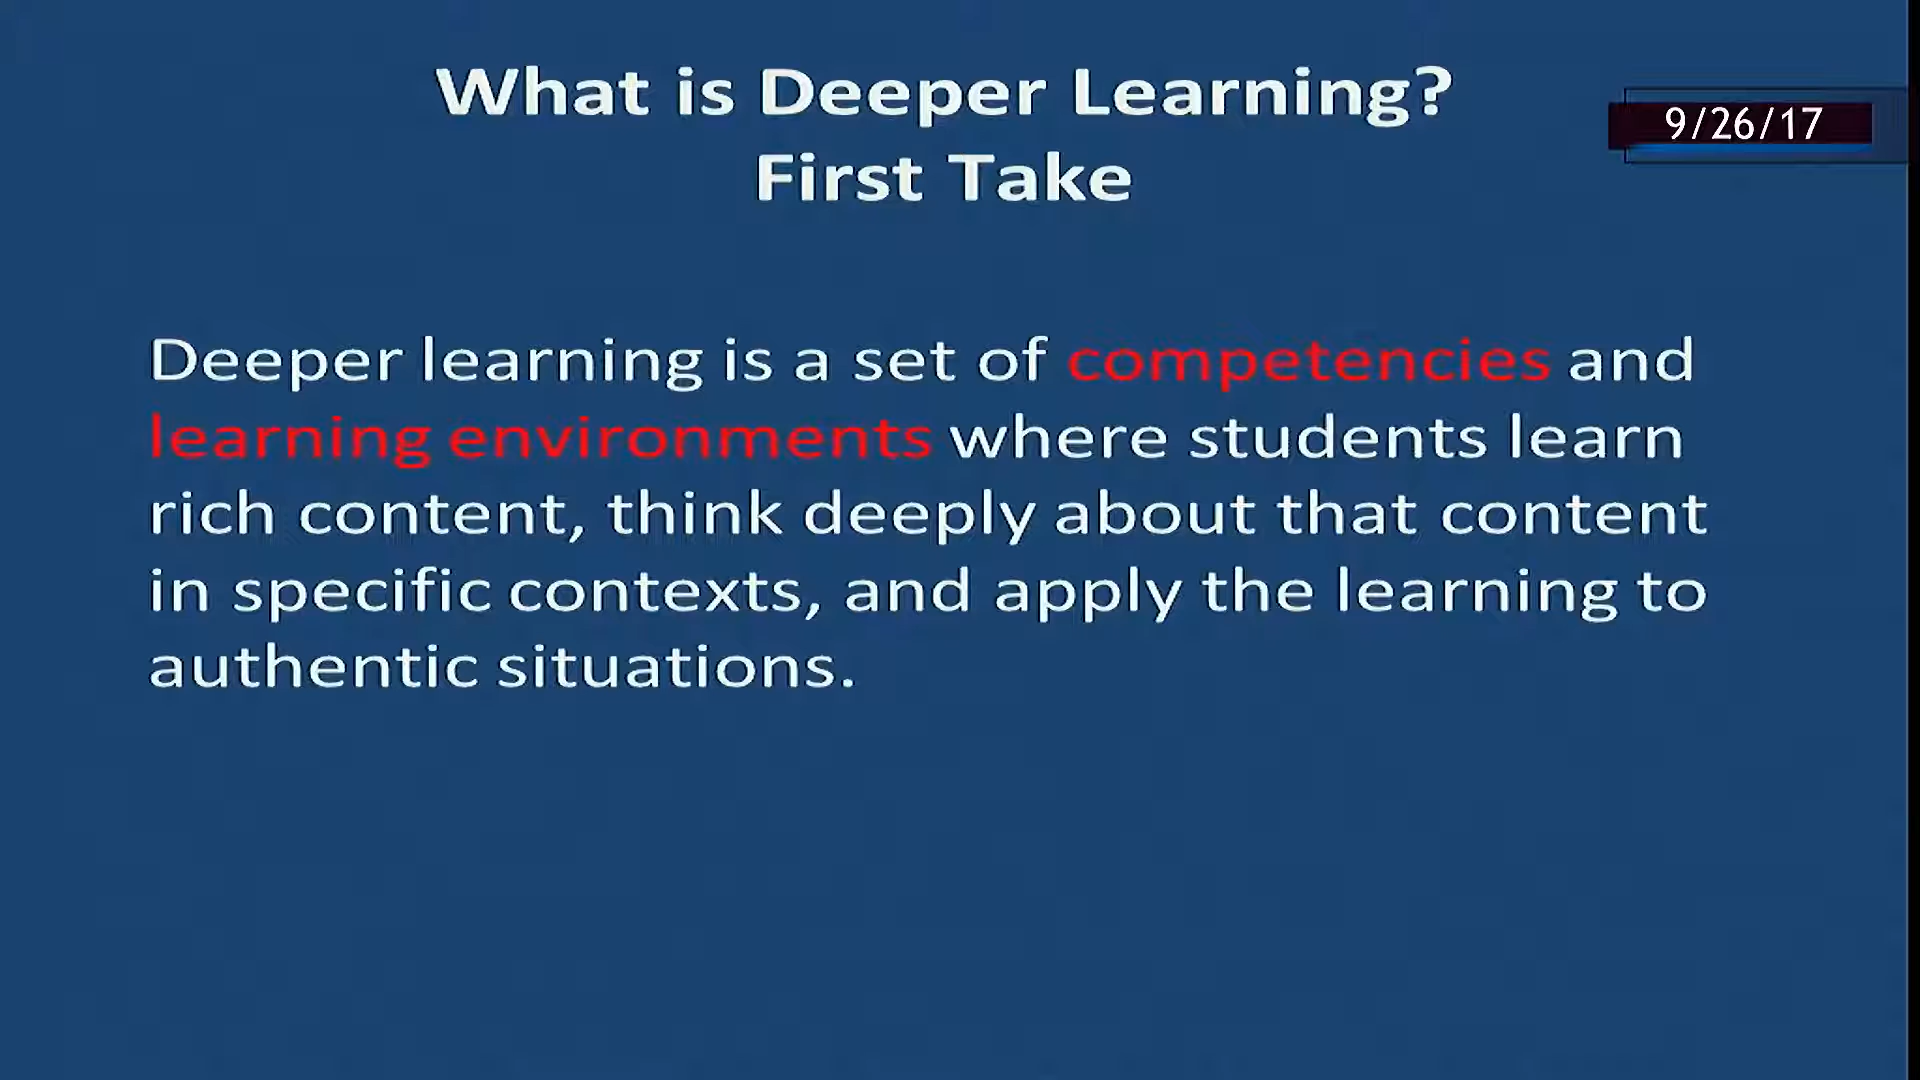 What is Deeper Learning?
First Take
9/26/17
Deeper learning is a set of competencies and
learning environments where students learn
rich content, think deeply about that content
in specific contexts, and apply the learning to
authentic situations.